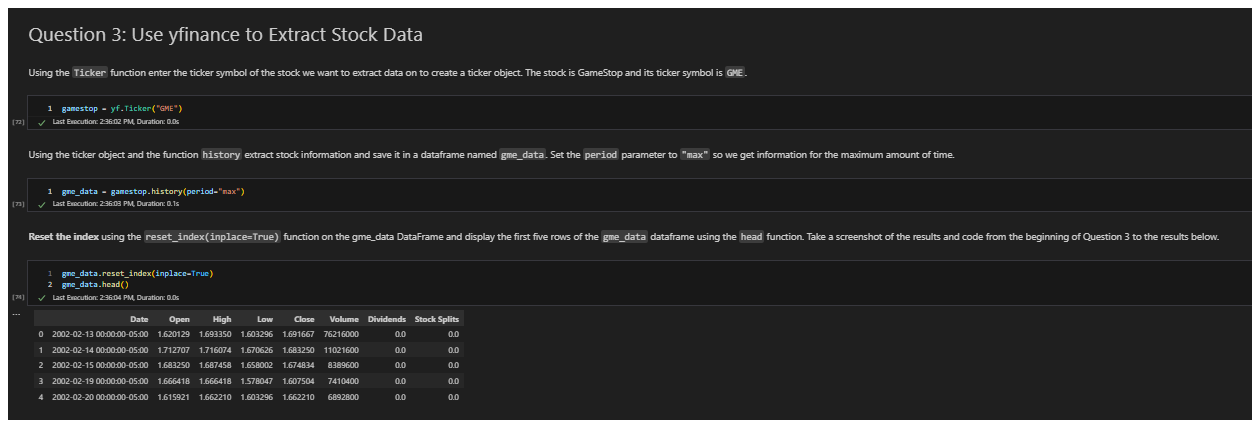 Question 3: Use yfinance to Extract Stock Data
Using the Ticker function enter the ticker symbol of the stock we want to extract data on to create a ticker object. The stock is GameStop and its ticker symbol is GME.
1 gamestop = yf.Ticker("GME")
[72] ✓ Last Execution: 2:36:02 PM, Duration: 0.0s
Using the ticker object and the function history extract stock information and save it in a dataframe named gme_data. Set the period parameter to "max" so we get information for the maximum amount of time.
1 gme_data = gamestop.history(period="max")
[73] ✓ Last Execution: 2:36:03 PM, Duration: 0.1s
Reset the index using the reset_index(inplace=True) function on the gme_data DataFrame and display the first five rows of the gme_data dataframe using the head function. Take a screenshot of the results and code from the beginning of Question 3 to the results below.
1 gme_data.reset_index(inplace=True)
2 gme_data.head()
[74] ✓ Last Execution: 2:36:04 PM, Duration: 0.0s
...
Date Open High Low Close Volume Dividends Stock Splits
0 2002-02-13 00:00:00-05:00 1.620129 1.693350 1.603296 1.691667 76216000 0.0 0.0
1 2002-02-14 00:00:00-05:00 1.712707 1.716074 1.670626 1.683250 11021600 0.0 0.0
2 2002-02-15 00:00:00-05:00 1.683250 1.687458 1.658002 1.674834 8389600 0.0 0.0
3 2002-02-19 00:00:00-05:00 1.666418 1.666418 1.578047 1.607504 7410400 0.0 0.0
4 2002-02-20 00:00:00-05:00 1.615921 1.662210 1.603296 1.662210 6892800 0.0 0.0